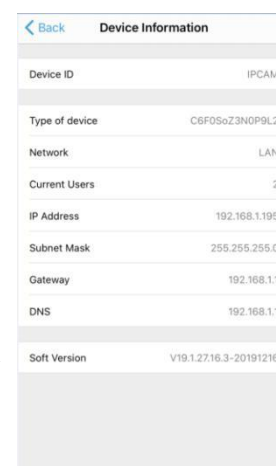 Back Device Information
Device ID IPCAM
Type of device C6F0SoZ3N0P9L2
Network LAN
Current Users 2
IP Address 192.168.1.195
Subnet Mask 255.255.255.0
Gateway 192.168.1.1
DNS 192.168.1.1
Soft Version V19.1.27.16.3-20191216